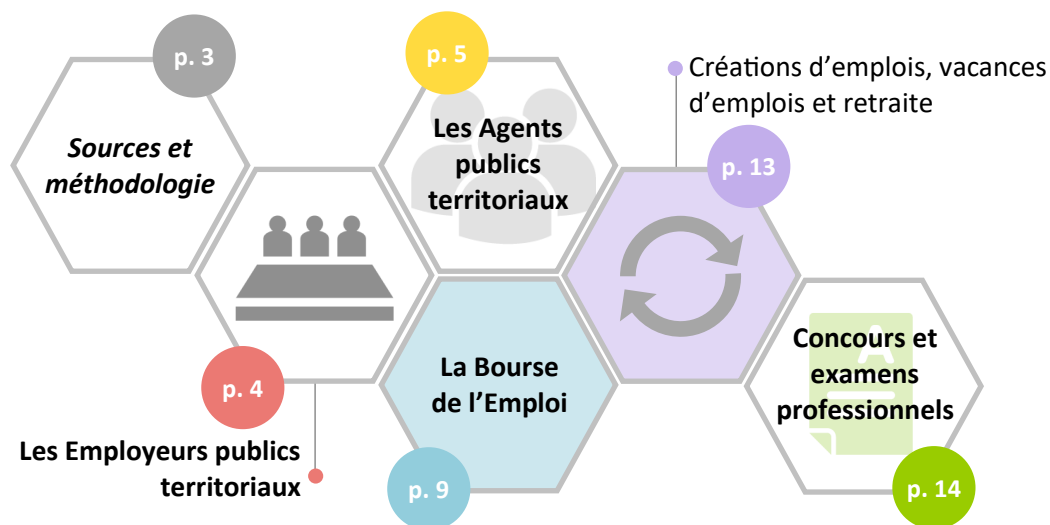 p. 3
Sources et
méthodologie
p. 4
Les Employeurs publics
territoriaux
p. 5
Les Agents
publics
territoriaux
p. 9
La Bourse
de l’Emploi
p. 13
Créations d’emplois, vacances
d’emplois et retraite
p. 14
Concours et
examens
professionnels
A